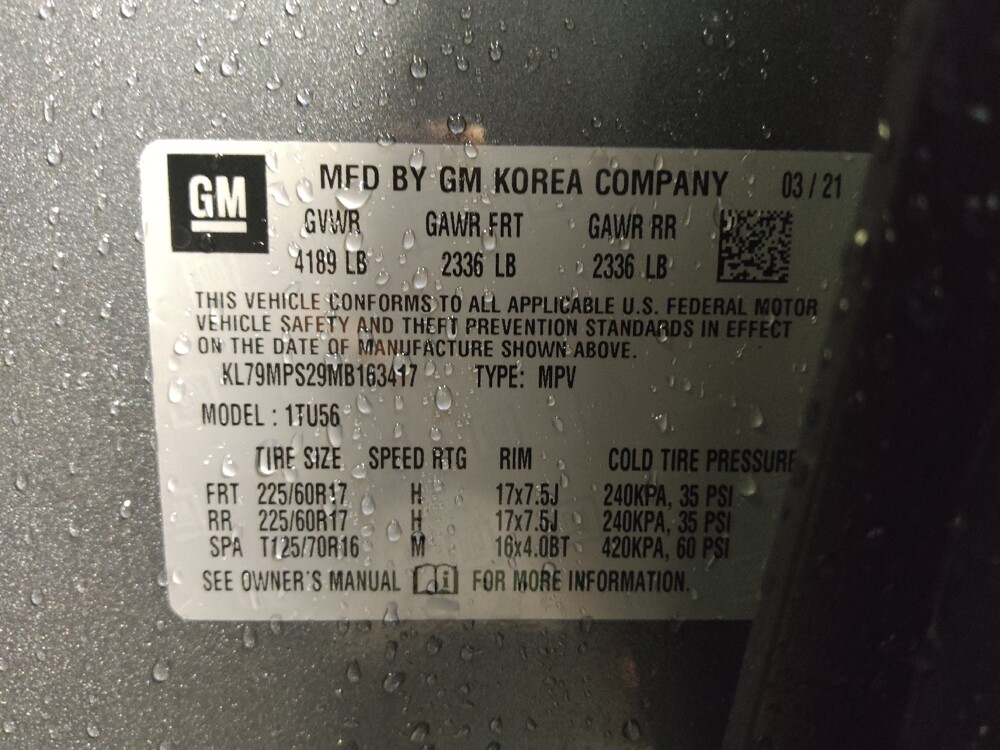 GM
MFD BY GM KOREA COMPANY 03 / 21
GVWR GAWR FRT GAWR RR
4189 LB 2336 LB 2336 LB
THIS VEHICLE CONFORMS TO ALL APPLICABLE U.S. FEDERAL MOTOR
VEHICLE SAFETY AND THEFT PREVENTION STANDARDS IN EFFECT
ON THE DATE OF MANUFACTURE SHOWN ABOVE.
KL79MPS29MB163417 TYPE: MPV
MODEL : 1TU56
TIRE SIZE SPEED RTG RIM COLD TIRE PRESSURE
FRT 225/60R17 H 17x7.5J 240KPA, 35 PSI
RR 225/60R17 H 17x7.5J 240KPA, 35 PSI
SPA T125/70R16 M 16x4.0BT 420KPA, 60 PSI
SEE OWNER'S MANUAL FOR MORE INFORMATION.